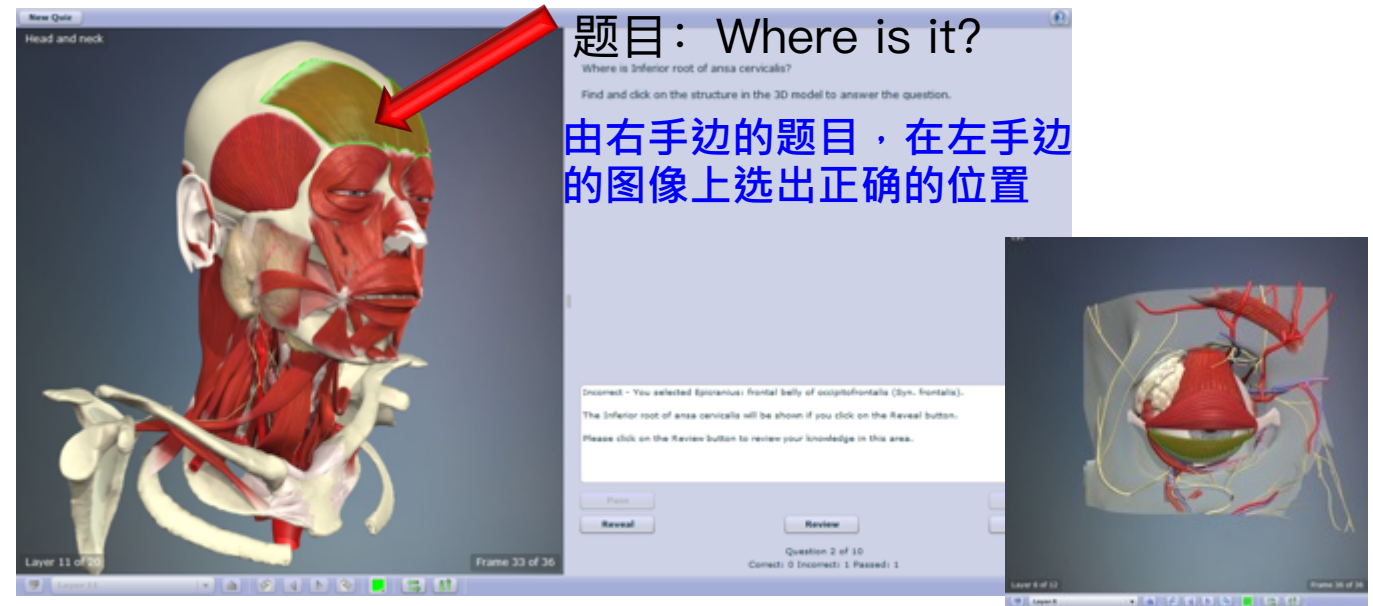 New Quiz
Head and neck
题目：Where is it?
Where is Inferior root of ansa cervicalis?
Find and click on the structure in the 3D model to answer the question.
由右手边的题目，在左手边
的图像上选出正确的位置
Incorrect - You selected Epicranius: frontal belly of occipitofrontalis (Syn. frontalis).
The Inferior root of ansa cervicalis will be shown if you click on the Reveal button.
Please click on the Review button to review your knowledge in this area.
Pass
Reveal
Review
Question 2 of 10
Correct: 0 Incorrect: 1 Passed: 1
Layer 11 of 20
Frame 33 of 36
Layer 11
Layer 6 of 12
Frame 36 of 36